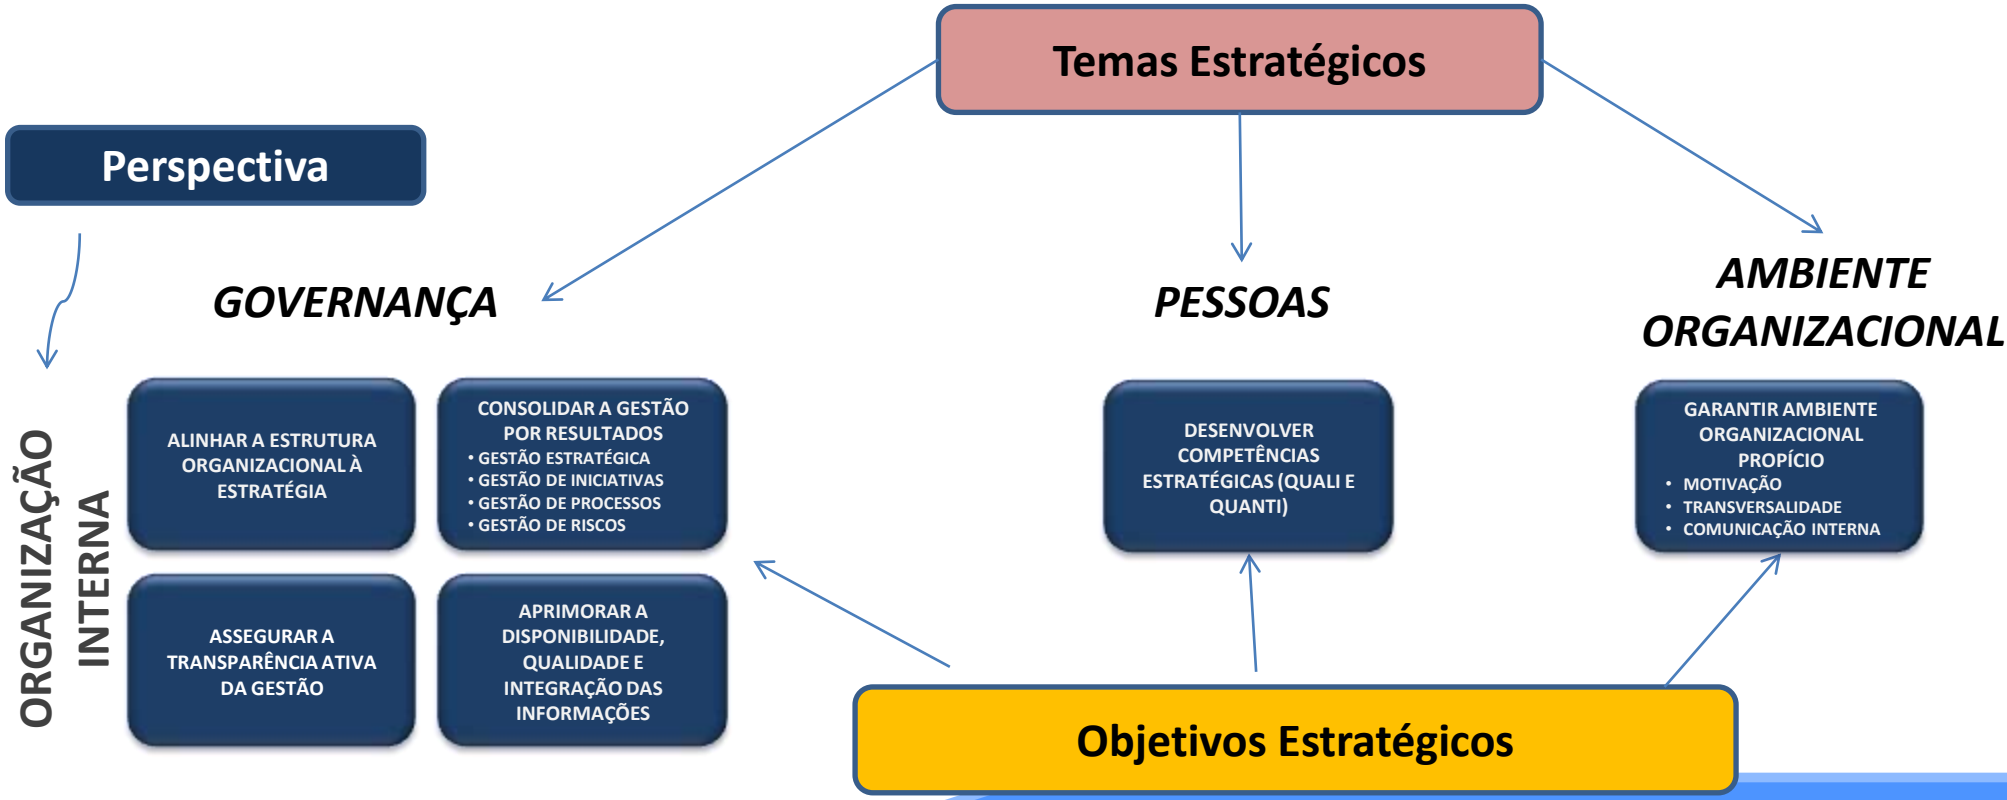 Temas Estratégicos
Perspectiva
GOVERNANÇA
PESSOAS
AMBIENTE
ORGANIZACIONAL
ORGANIZAÇÃO
INTERNA
ALINHAR A ESTRUTURA
ORGANIZACIONAL À
ESTRATÉGIA
CONSOLIDAR A GESTÃO
POR RESULTADOS
• GESTÃO ESTRATÉGICA
• GESTÃO DE INICIATIVAS
• GESTÃO DE PROCESSOS
• GESTÃO DE RISCOS
DESENVOLVER
COMPETÊNCIAS
ESTRATÉGICAS (QUALI E
QUANTI)
GARANTIR AMBIENTE
ORGANIZACIONAL
PROPÍCIO
• MOTIVAÇÃO
• TRANSVERSALIDADE
• COMUNICAÇÃO INTERNA
ASSEGURAR A
TRANSPARÊNCIA ATIVA
DA GESTÃO
APRIMORAR A
DISPONIBILIDADE,
QUALIDADE E
INTEGRAÇÃO DAS
INFORMAÇÕES
Objetivos Estratégicos